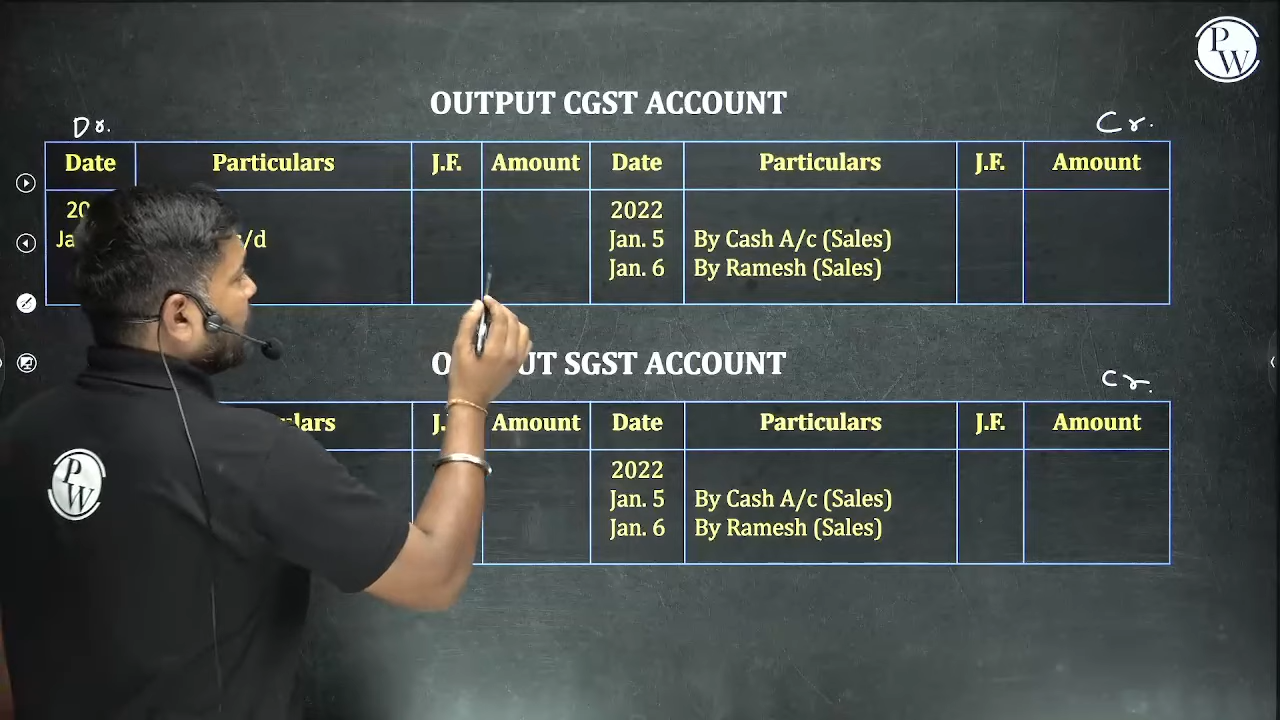 P
W
OUTPUT CGST ACCOUNT
Dr. Cr.
Date Particulars J.F. Amount Date Particulars J.F. Amount
2022
c/d Jan. 5 By Cash A/c (Sales)
Jan. 6 By Ramesh (Sales)
SGST ACCOUNT
Cr.
Amount Date Particulars J.F. Amount
2022
Jan. 5 By Cash A/c (Sales)
Jan. 6 By Ramesh (Sales)
P
W